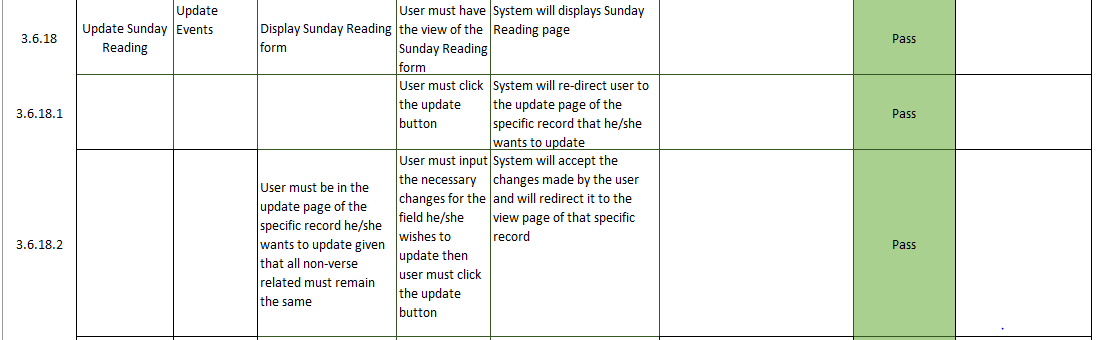 3.6.18
Update Sunday
Reading
Update
Events
Display Sunday Reading
form
User must have
the view of the
Sunday Reading
form
System will displays Sunday
Reading page
Pass
3.6.18.1
User must click
the update
button
System will re-direct user to
the update page of the
specific record that he/she
wants to update
Pass
3.6.18.2
User must be in the
update page of the
specific record he/she
wants to update given
that all non-verse
related must remain
the same
User must input
the necessary
changes for the
field he/she
wishes to
update then
user must click
the update
button
System will accept the
changes made by the user
and will redirect it to the
view page of that specific
record
Pass